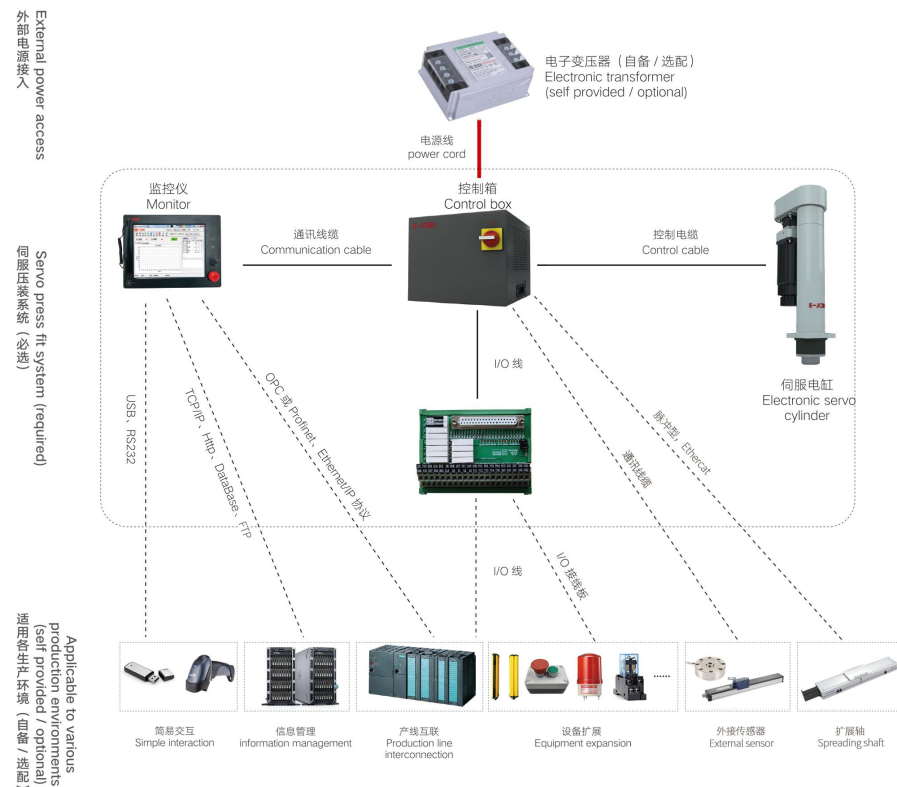 External power access
外部电源接入
电子变压器（自备 / 选配）
Electronic transformer
(self provided / optional)
电源线
power cord
监控仪
Monitor
控制箱
Control box
通讯线缆
Communication cable
控制电缆
Control cable
伺服电缸
Electronic servo
cylinder
Servo press fit system (required)
伺服压装系统（必选）
I/O 线
USB、RS232
TCP/IP、Http、DataBase、FTP
OPC 或 Profinet、Ethernet/IP 协议
通讯线缆
脉冲型，Ethercat
I/O 线
I/O 接线板
Applicable to various
production environments
(self provided / optional)
适用各生产环境（自备 / 选配）
......
简易交互
Simple interaction
信息管理
information management
产线互联
Production line
interconnection
设备扩展
Equipment expansion
外接传感器
External sensor
扩展轴
Spreading shaft